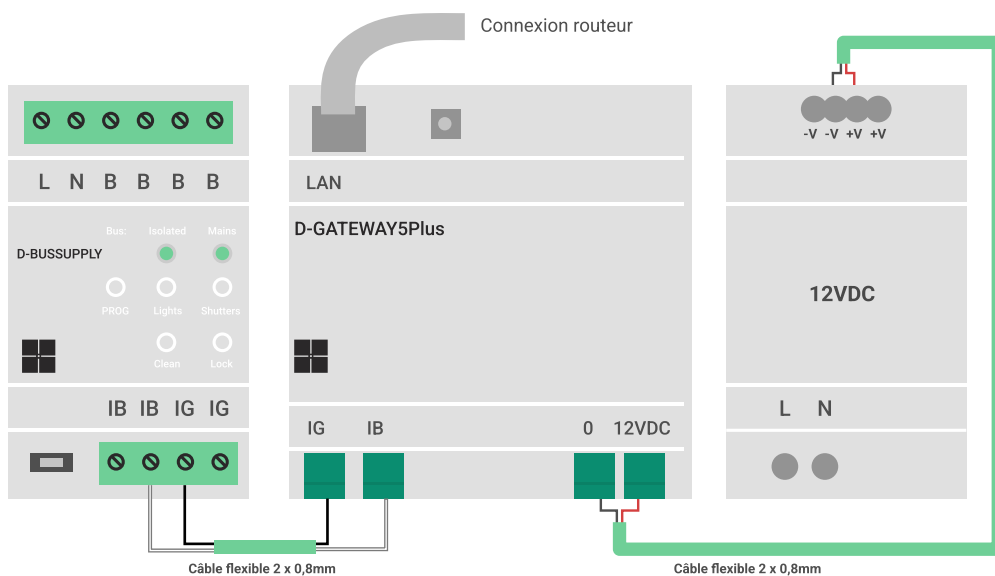 Connexion routeur
-V -V +V +V
L N B B B B
LAN
Bus: Isolated Mains
D-BUSSUPPLY
PROG Lights Shutters
Clean Lock
D-GATEWAY5Plus
12VDC
IB IB IG IG
IG IB 0 12VDC
L N
Câble flexible 2 x 0,8mm
Câble flexible 2 x 0,8mm